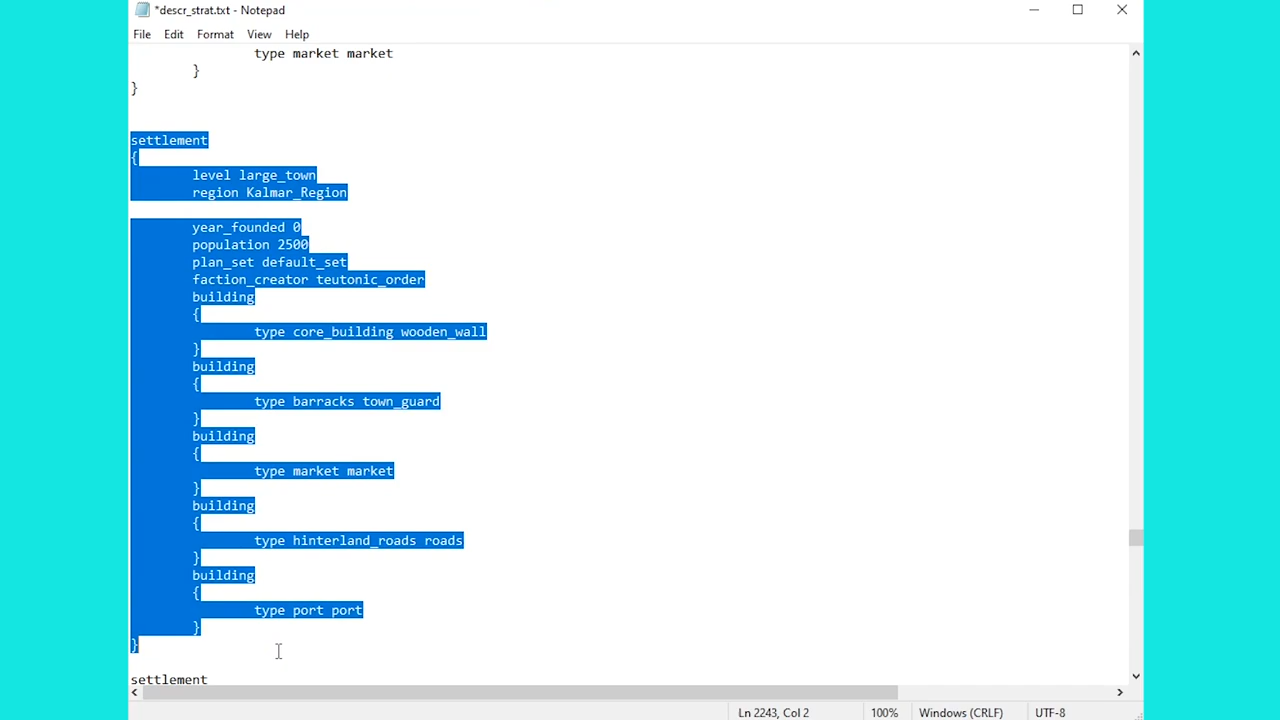 *descr_strat.txt - Notepad
File Edit Format View Help
type market market
}
}
settlement
{
level large_town
region Kalmar_Region
year_founded 0
population 2500
plan_set default_set
faction_creator teutonic_order
building
{
type core_building wooden_wall
}
building
{
type barracks town_guard
}
building
{
type market market
}
building
{
type hinterland_roads roads
}
building
{
type port port
}
}
settlement
Ln 2243, Col 2 100% Windows (CRLF) UTF-8